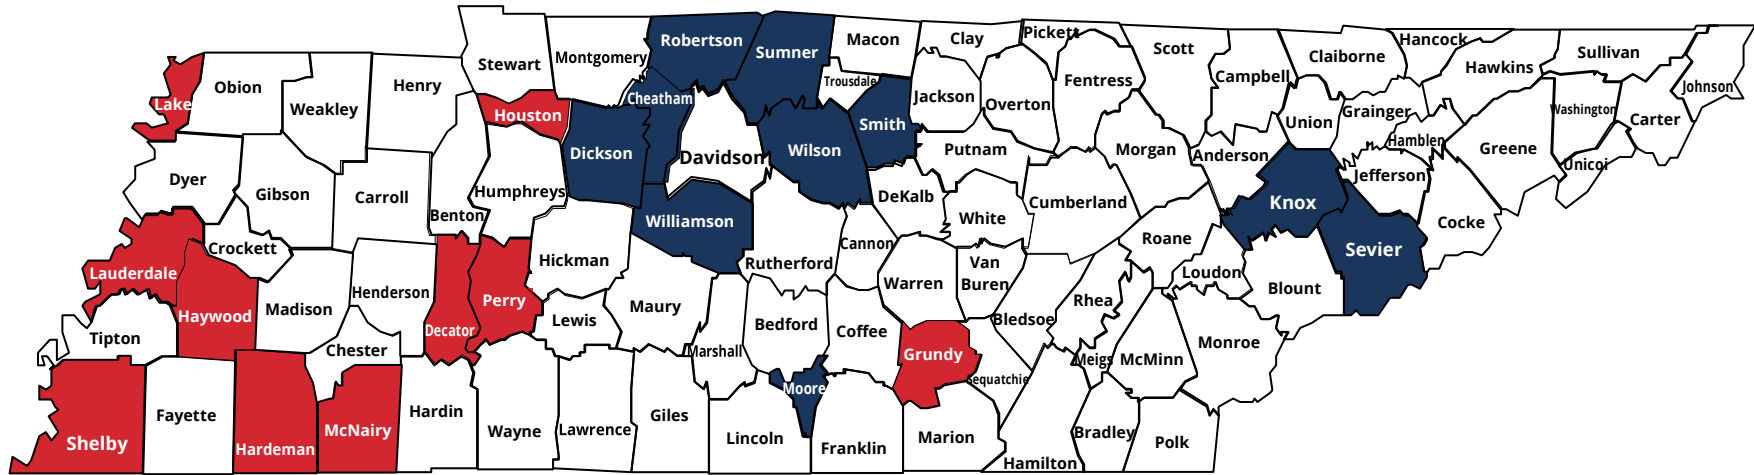 Pickett
Clay
Macon
Hancock
Robertson
Scott
Sumner
Sullivan
Claiborne
Montgomery
Stewart
Hawkins
Campbell
Fentress
Trousdale
Henry
Obion
Johnson
Jackson
Cheatham
Lake
Overton
Weakley
Washington
Grainger
Houston
Carter
Union
Smith
Hamblen
Greene
Putnam
Morgan
Wilson
Dickson
Anderson
Davidson
Unicoi
Jefferson
Dyer
Humphreys
Gibson
DeKalb
Carroll
Cumberland
Knox
Benton
White
Williamson
Cocke
Roane
Cannon
Crockett
Sevier
Hickman
Van
Buren
Rutherford
Loudon
Lauderdale
Warren
Blount
Henderson
Perry
Rhea
Maury
Madison
Haywood
Lewis
Bledsoe
Bedford
Decator
Coffee
Tipton
Monroe
Chester
Marshall
Grundy
Meigs
McMinn
Sequatchie
Moore
Hardin
Fayette
Giles
Lawrence
Wayne
McNairy
Bradley
Lincoln
Marion
Polk
Shelby
Franklin
Hardeman
Hamilton